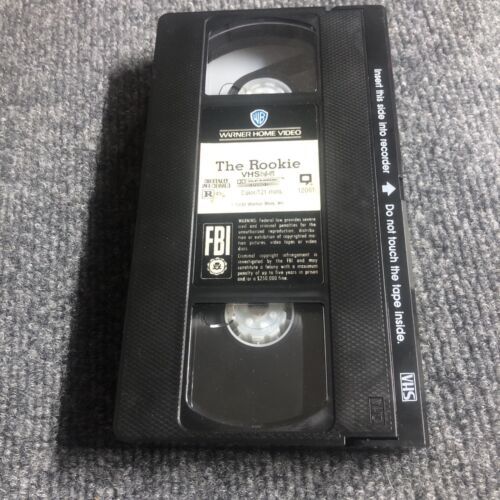 WB
WARNER HOME VIDEO
The Rookie
VHS hi-fi
DIGITALLY
R
Color/121 mins.
12061
FBI
WARNING: Federal law provides severe
civil and criminal penalties for the
unauthorized reproduction, distribu-
tion or exhibition of copyrighted mo-
tion pictures, video tapes or video
discs.
Criminal copyright infringement is
investigated by the FBI and may
constitute a felony with a maximum
penalty of up to five years in prison
and or a $250,000 fine.
Insert this side into recorder
Do not touch the tape inside.
VHS